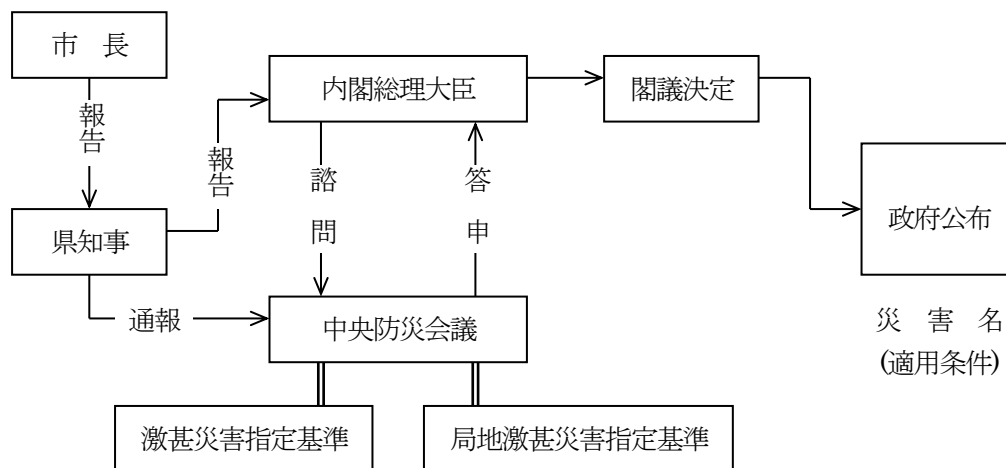 市　長
報告
県知事
報告
通報
内閣総理大臣
諮問
答申
中央防災会議
激甚災害指定基準
局地激甚災害指定基準
閣議決定
政府公布
災　害　名
(適用条件)